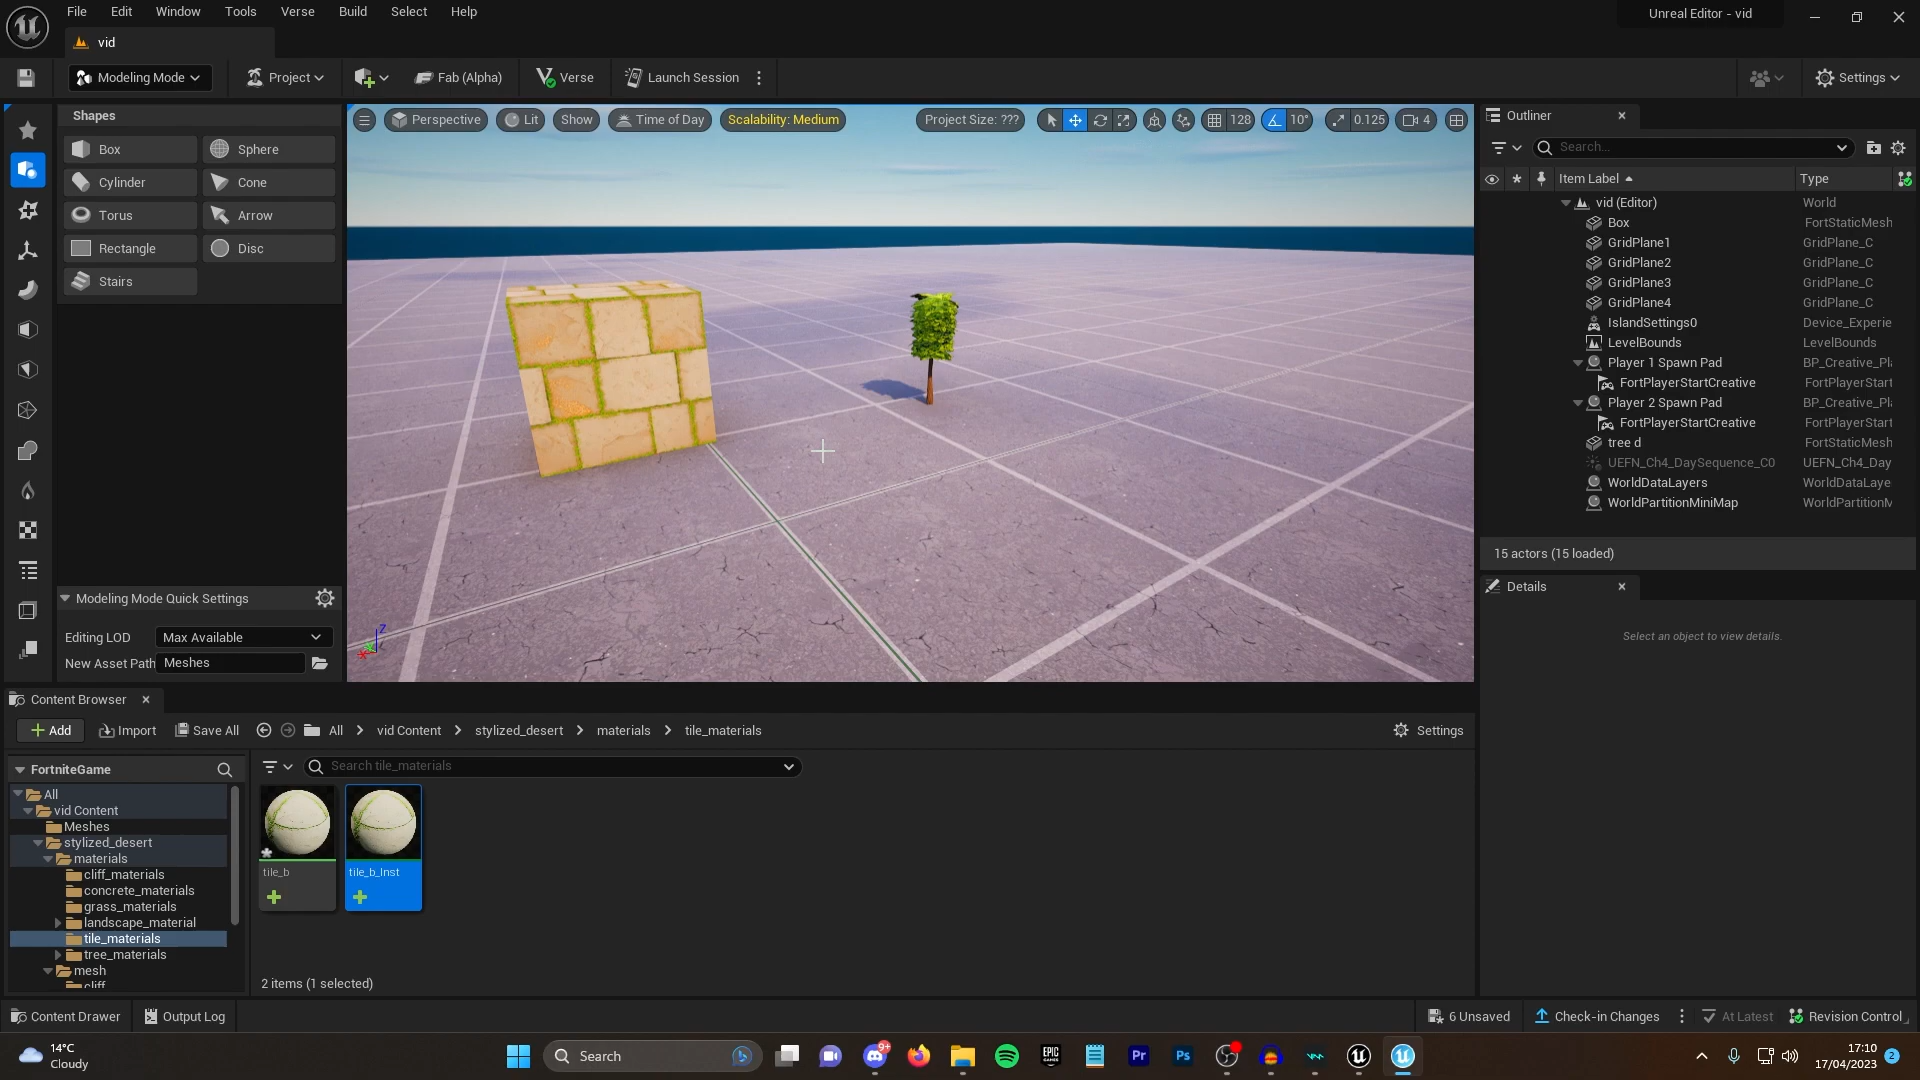 File Edit Window Tools Verse Build Select Help
Unreal Editor - vid
vid
Modeling Mode
Project
Fab (Alpha)
Verse
Launch Session
Settings
Shapes
Box
Sphere
Cylinder
Cone
Torus
Arrow
Rectangle
Disc
Stairs
Modeling Mode Quick Settings
Editing LOD Max Available
New Asset Path Meshes
Perspective
Lit
Show
Time of Day
Scalability: Medium
Project Size: ???
128
10°
0.125
4
Z
Outliner
Search...
Item Label Type
vid (Editor) World
Box FortStaticMesh
GridPlane1 GridPlane_C
GridPlane2 GridPlane_C
GridPlane3 GridPlane_C
GridPlane4 GridPlane_C
IslandSettings0 Device_Experie
LevelBounds LevelBounds
Player 1 Spawn Pad BP_Creative_Pl
FortPlayerStartCreative FortPlayerStart
Player 2 Spawn Pad BP_Creative_Pl
FortPlayerStartCreative FortPlayerStart
tree d FortStaticMesh
UEFN_Ch4_DaySequence_C0 UEFN_Ch4_Day
WorldDataLayers WorldDataLaye
WorldPartitionMiniMap WorldPartitionM
15 actors (15 loaded)
Details
Select an object to view details.
Content Browser
Add
Import
Save All
All > vid Content > stylized_desert > materials > tile_materials
Settings
FortniteGame
Search tile_materials
All
vid Content
Meshes
stylized_desert
materials
cliff_materials
concrete_materials
grass_materials
landscape_material
tile_materials
tree_materials
mesh
cliff
tile_b
tile_b_Inst
2 items (1 selected)
Content Drawer
Output Log
6 Unsaved
Check-in Changes
At Latest
Revision Control
14°C
Cloudy
Search
9+
EPIC
GAMES
Pr
Ps
17:10
17/04/2023
2